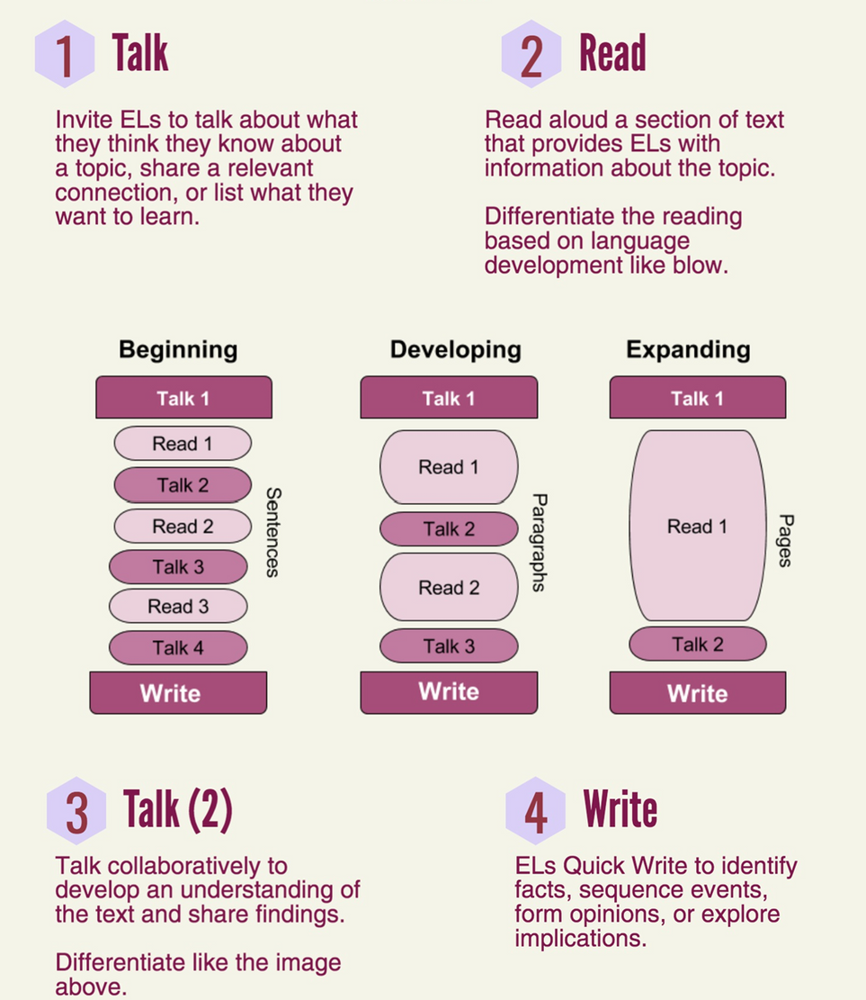 1 Talk
Invite ELs to talk about what
they think they know about
a topic, share a relevant
connection, or list what they
want to learn.
2 Read
Read aloud a section of text
that provides ELs with
information about the topic.
Differentiate the reading
based on language
development like blow.
Beginning
Talk 1
Read 1
Talk 2
Read 2
Talk 3
Read 3
Talk 4
Write
Sentences
Developing
Talk 1
Read 1
Talk 2
Read 2
Talk 3
Write
Paragraphs
Expanding
Talk 1
Read 1
Talk 2
Write
Pages
3 Talk (2)
Talk collaboratively to
develop an understanding of
the text and share findings.
Differentiate like the image
above.
4 Write
ELs Quick Write to identify
facts, sequence events,
form opinions, or explore
implications.